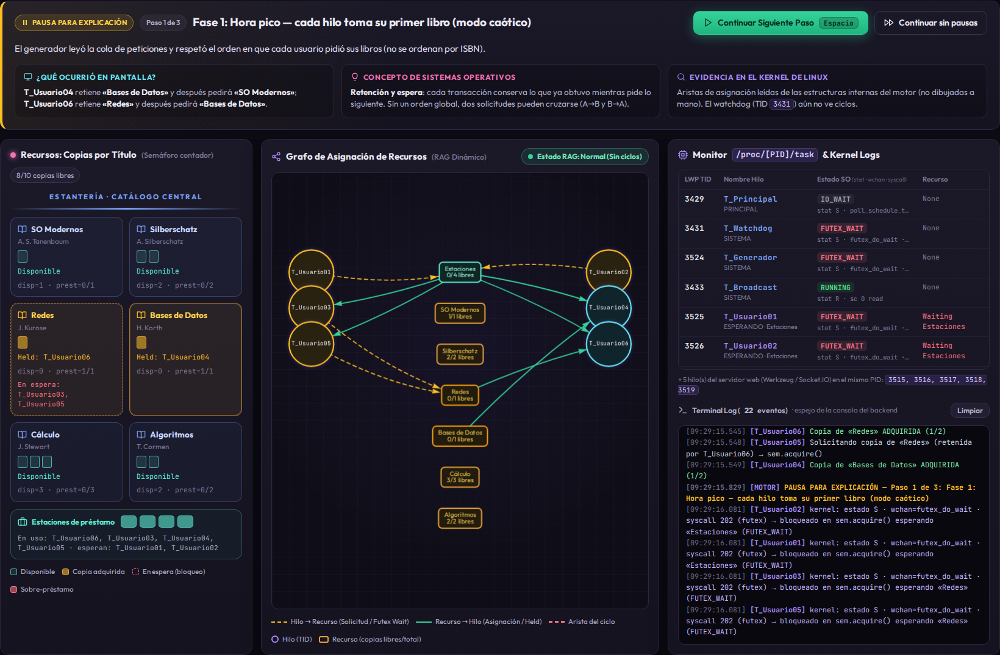 PAUSA PARA EXPLICACIÓN
Paso 1 de 3
Fase 1: Hora pico — cada hilo toma su primer libro (modo caótico)
Continuar Siguiente Paso Espacio
Continuar sin pausas
El generador leyó la cola de peticiones y respetó el orden en que cada usuario pidió sus libros (no se ordenan por ISBN).
¿QUÉ OCURRIÓ EN PANTALLA?
T_Usuario04 retiene «Bases de Datos» y después pedirá «SO Modernos»;
T_Usuario06 retiene «Redes» y después pedirá «Bases de Datos».
CONCEPTO DE SISTEMAS OPERATIVOS
Retención y espera: cada transacción conserva lo que ya obtuvo mientras pide lo
siguiente. Sin un orden global, dos solicitudes pueden cruzarse (A→B y B→A).
EVIDENCIA EN EL KERNEL DE LINUX
Aristas de asignación leídas de las estructuras internas del motor (no dibujadas a
mano). El watchdog (TID 3431) aún no ve ciclos.
Recursos: Copias por Título (Semáforo contador)
8/10 copias libres
ESTANTERÍA · CATÁLOGO CENTRAL
SO Modernos
A. S. Tanenbaum
Disponible
disp=1 · prest=0/1
Silberschatz
A. Silberschatz
Disponible
disp=2 · prest=0/2
Redes
J. Kurose
Held: T_Usuario06
disp=0 · prest=1/1
En espera:
T_Usuario03,
T_Usuario05
Bases de Datos
H. Korth
Held: T_Usuario04
disp=0 · prest=1/1
Cálculo
J. Stewart
Disponible
disp=3 · prest=0/3
Algoritmos
T. Cormen
Disponible
disp=2 · prest=0/2
Estaciones de préstamo
En uso: T_Usuario06, T_Usuario03, T_Usuario04,
T_Usuario05 · esperan: T_Usuario01, T_Usuario02
Disponible
Copia adquirida
En espera (bloqueo)
Sobre-préstamo
Grafo de Asignación de Recursos (RAG Dinámico)
Estado RAG: Normal (Sin ciclos)
T_Usuario01
Estaciones
0/4 libres
T_Usuario02
T_Usuario03
SO Modernos
1/1 libres
T_Usuario04
T_Usuario05
Silberschatz
2/2 libres
T_Usuario06
Redes
0/1 libres
Bases de Datos
0/1 libres
Cálculo
3/3 libres
Algoritmos
2/2 libres
Hilo → Recurso (Solicitud / Futex Wait)
Recurso → Hilo (Asignación / Held)
Arista del ciclo
Hilo (TID)
Recurso (copias libres/total)
Monitor /proc/[PID]/task & Kernel Logs
LWP TID Nombre Hilo Estado SO (stat · wchan · syscall) Recurso
3429 T_Principal IO_WAIT None
PRINCIPAL stat S · poll_schedule_t…
3431 T_Watchdog FUTEX_WAIT None
SISTEMA stat S · futex_do_wait ·…
3524 T_Generador FUTEX_WAIT None
SISTEMA stat S · futex_do_wait ·…
3433 T_Broadcast RUNNING None
SISTEMA stat R · sc 0 read
3525 T_Usuario01 FUTEX_WAIT Waiting
ESPERANDO · Estaciones stat S · futex_do_wait ·… Estaciones
3526 T_Usuario02 FUTEX_WAIT Waiting
ESPERANDO · Estaciones stat S · futex_do_wait ·… Estaciones
+ 5 hilo(s) del servidor web (Werkzeug / Socket.IO) en el mismo PID: 3515, 3516, 3517, 3518,
3519
Terminal Log ( 22 eventos) · espejo de la consola del backend
Limpiar
[09:29:15.545] [T_Usuario06] Copia de «Redes» ADQUIRIDA (1/2)
[09:29:15.548] [T_Usuario05] Solicitando copia de «Redes» (retenida
por T_Usuario06) → sem.acquire()
[09:29:15.549] [T_Usuario04] Copia de «Bases de Datos» ADQUIRIDA
(1/2)
[09:29:15.829] [MOTOR] PAUSA PARA EXPLICACIÓN — Paso 1 de 3: Fase 1:
Hora pico — cada hilo toma su primer libro (modo caótico)
[09:29:16.081] [T_Usuario02] kernel: estado S · wchan=futex_do_wait ·
syscall 202 (futex) → bloqueado en sem.acquire() esperando
«Estaciones» (FUTEX_WAIT)
[09:29:16.081] [T_Usuario01] kernel: estado S · wchan=futex_do_wait ·
syscall 202 (futex) → bloqueado en sem.acquire() esperando
«Estaciones» (FUTEX_WAIT)
[09:29:16.081] [T_Usuario03] kernel: estado S · wchan=futex_do_wait ·
syscall 202 (futex) → bloqueado en sem.acquire() esperando «Redes»
(FUTEX_WAIT)
[09:29:16.081] [T_Usuario05] kernel: estado S · wchan=futex_do_wait ·
syscall 202 (futex) → bloqueado en sem.acquire() esperando «Redes»
(FUTEX_WAIT)